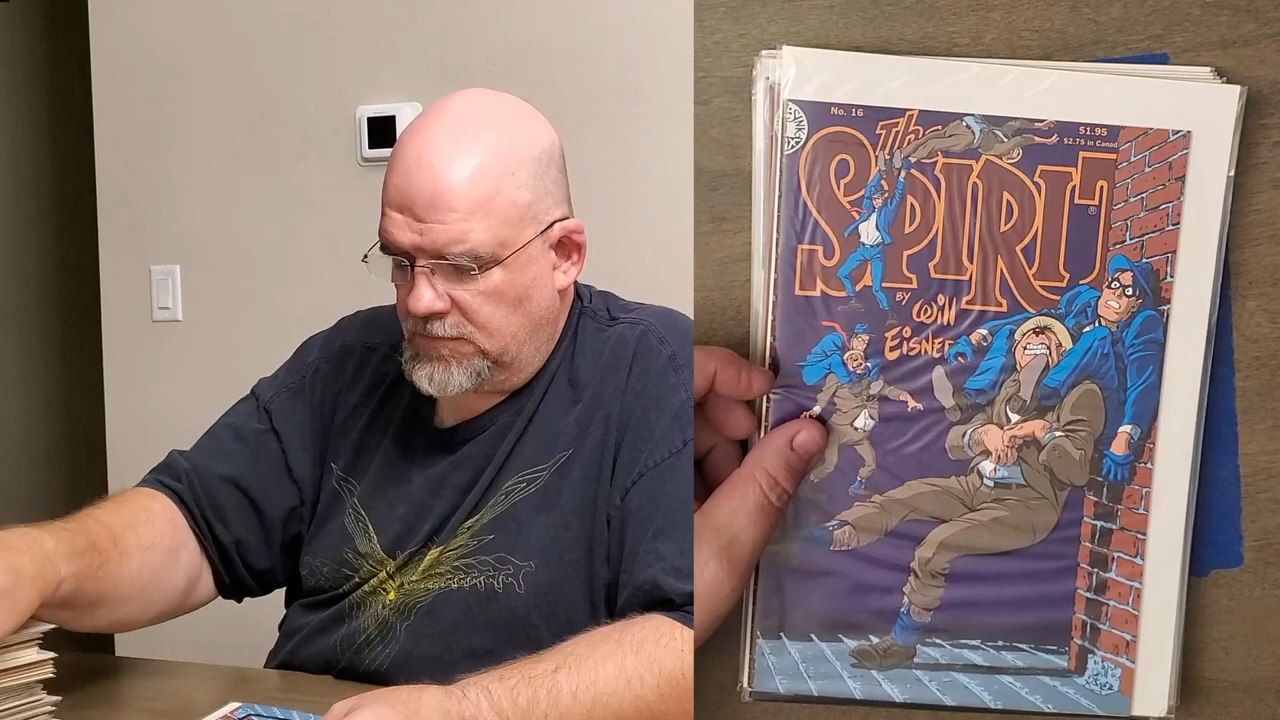 No. 16
$1.95
$2.75 in Canad
The
SPIRIT
®
BY
Will
EISNER